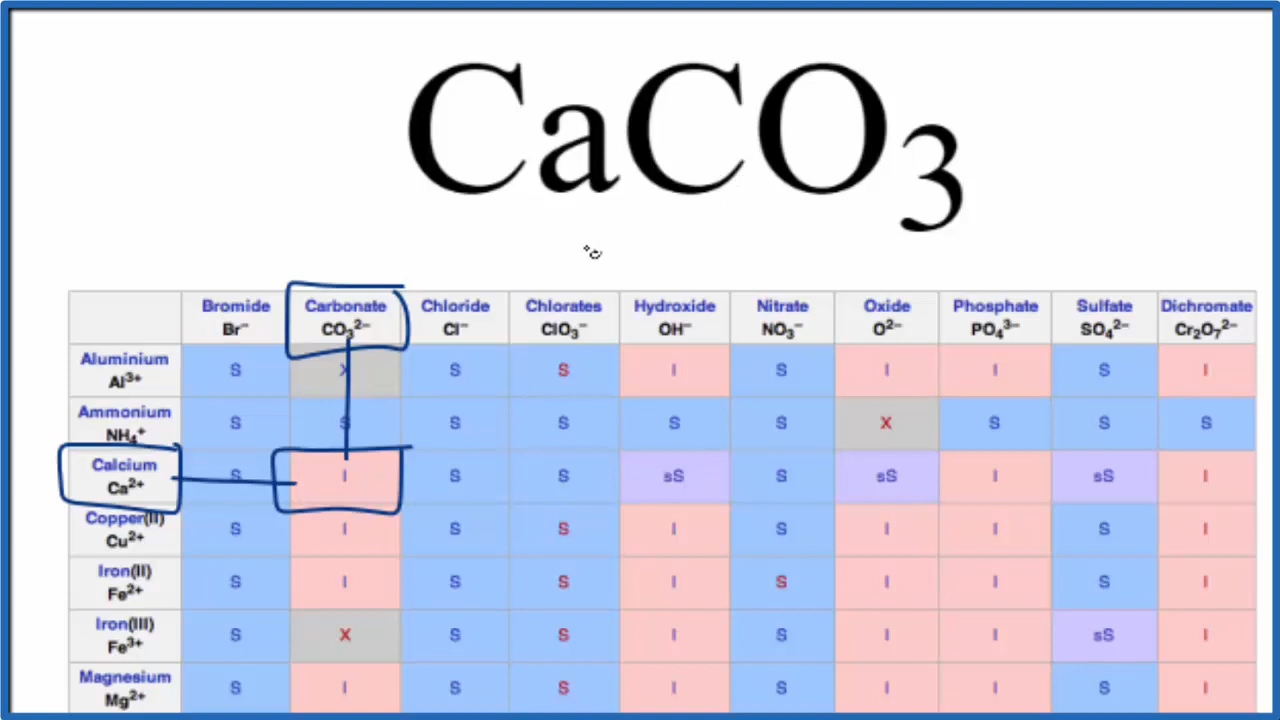 CaCO₃
Bromide Carbonate Chloride Chlorates Hydroxide Nitrate Oxide Phosphate Sulfate Dichromate
Br⁻ CO₃²⁻ Cl⁻ ClO₃⁻ OH⁻ NO₃⁻ O²⁻ PO₄³⁻ SO₄²⁻ Cr₂O₇²⁻
Aluminium
Al³⁺ S X S S I S I I S I
Ammonium
NH₄⁺ S S S S S S X S S S
Calcium
Ca²⁺ S I S S sS S sS I sS I
Copper(II)
Cu²⁺ S I S S I S I I S I
Iron(II)
Fe²⁺ S I S S I S I I S I
Iron(III)
Fe³⁺ S X S S I S I I sS I
Magnesium
Mg²⁺ S I S S I S I I S I